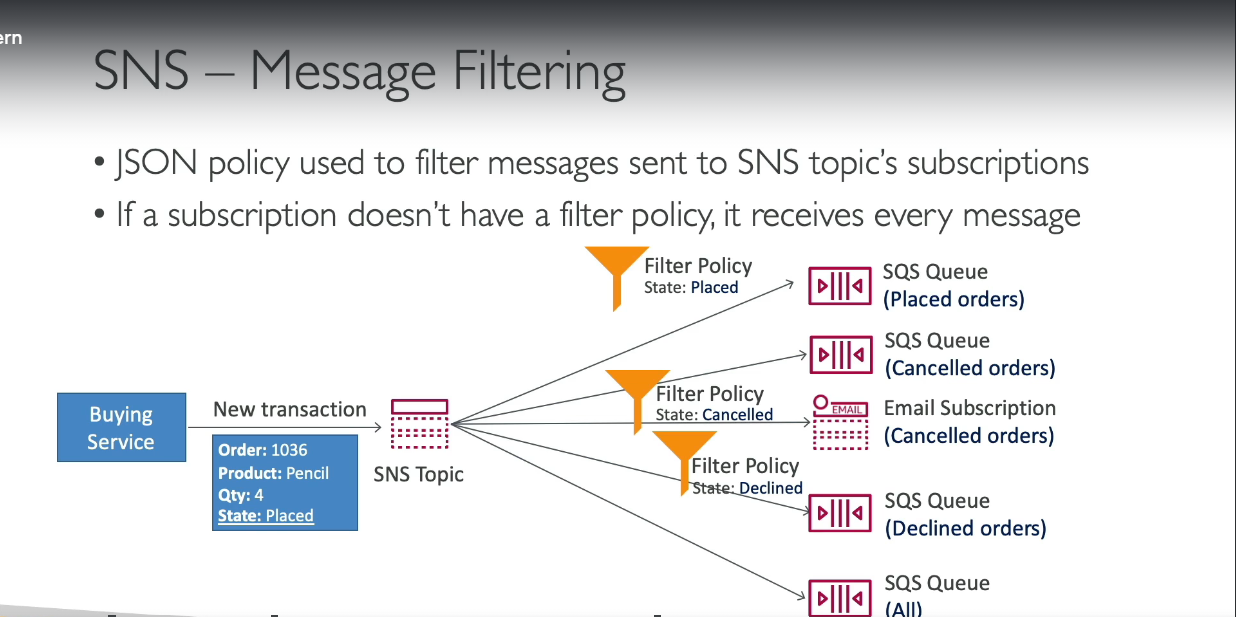 ern
SNS – Message Filtering
• JSON policy used to filter messages sent to SNS topic's subscriptions
• If a subscription doesn't have a filter policy, it receives every message
Filter Policy
State: Placed
SQS Queue
(Placed orders)
SQS Queue
(Cancelled orders)
Filter Policy
State: Cancelled
Buying
Service
New transaction
Order: 1036
Product: Pencil
Qty: 4
State: Placed
SNS Topic
EMAIL
Email Subscription
(Cancelled orders)
Filter Policy
State: Declined
SQS Queue
(Declined orders)
SQS Queue
(All)